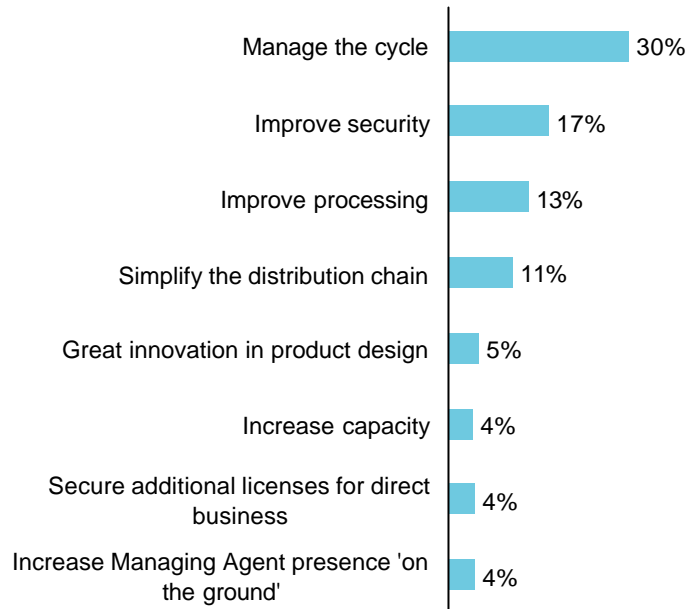 Manage the cycle 30%
Improve security 17%
Improve processing 13%
Simplify the distribution chain 11%
Great innovation in product design 5%
Increase capacity 4%
Secure additional licenses for direct
business 4%
Increase Managing Agent presence 'on
the ground' 4%